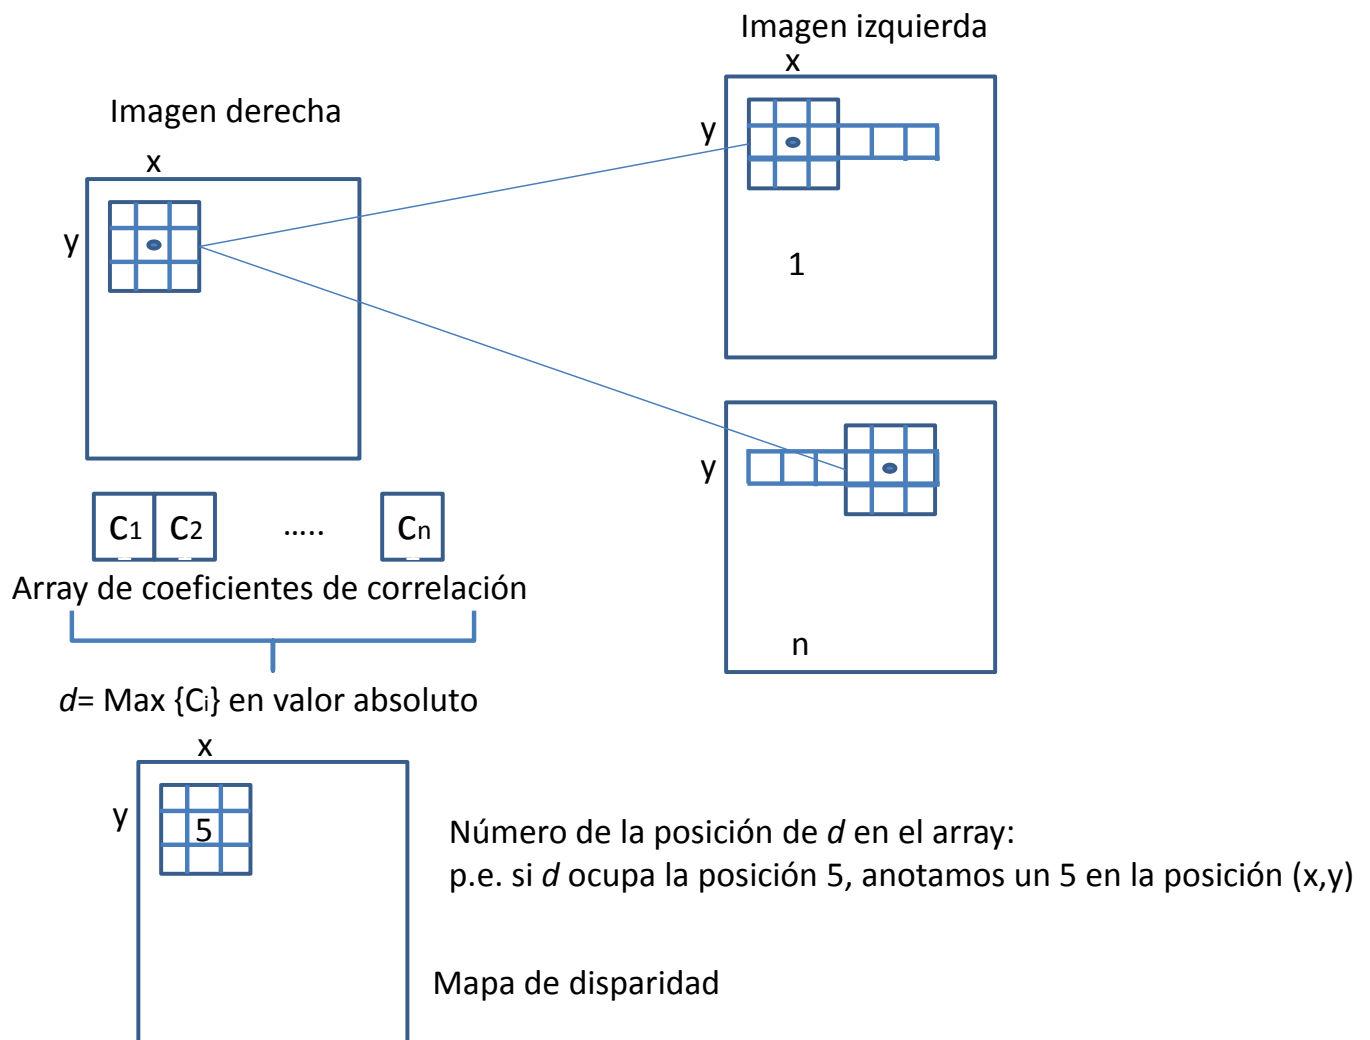 Imagen izquierda
x
Imagen derecha
y
x
y
1
y
C1 C2 ..... Cn
Array de coeficientes de correlación
n
d= Max {Ci} en valor absoluto
x
y
5
Número de la posición de d en el array:
p.e. si d ocupa la posición 5, anotamos un 5 en la posición (x,y)
Mapa de disparidad